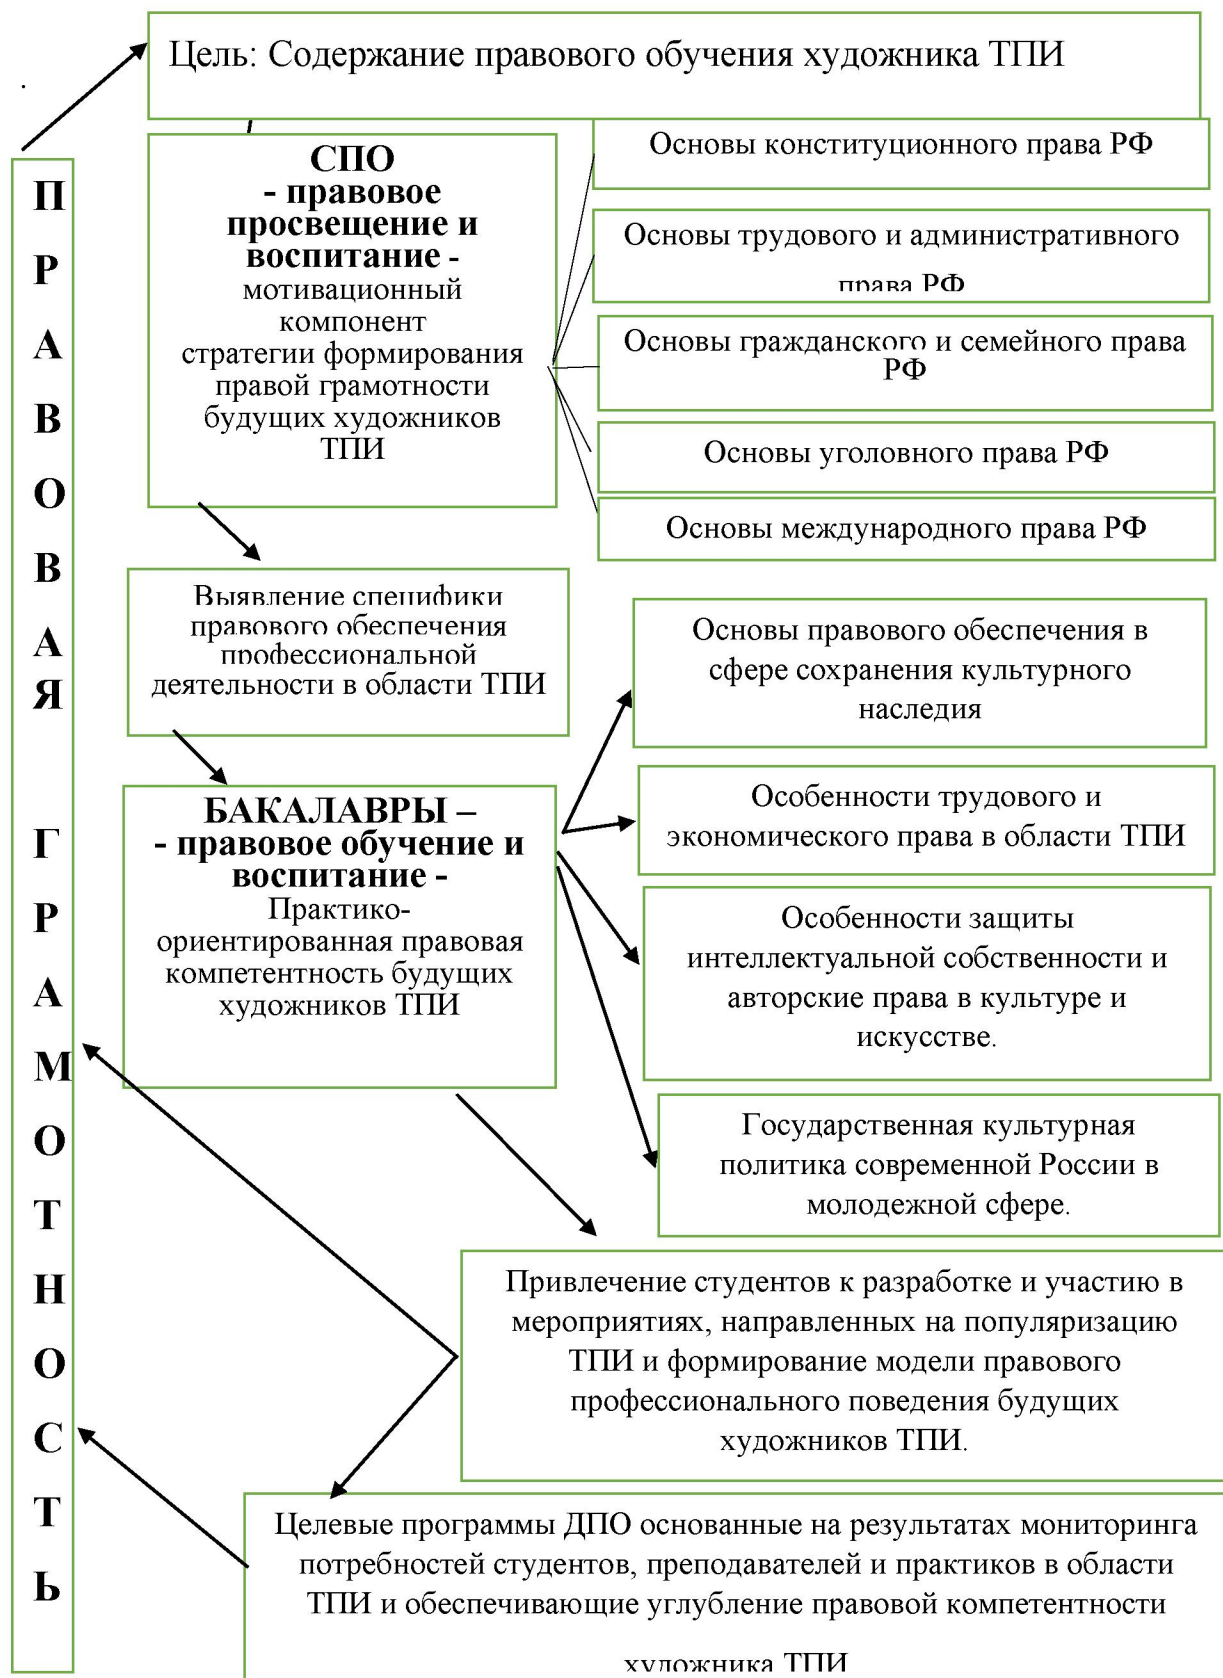 Цель: Содержание правового обучения художника ТПИ
П
Р
А
В
О
В
А
Я
Г
Р
А
М
О
Т
Н
О
С
Т
Ь
СПО
- правовое
просвещение и
воспитание -
мотивационный
компонент
стратегии формирования
правой грамотности
будущих художников
ТПИ
Основы конституционного права РФ
Основы трудового и административного
права РФ
Основы гражданского и семейного права
РФ
Основы уголовного права РФ
Основы международного права РФ
Выявление специфики
правового обеспечения
профессиональной
деятельности в области ТПИ
БАКАЛАВРЫ –
- правовое обучение и
воспитание -
Практико-
ориентированная правовая
компетентность будущих
художников ТПИ
Основы правового обеспечения в
сфере сохранения культурного
наследия
Особенности трудового и
экономического права в области ТПИ
Особенности защиты
интеллектуальной собственности и
авторские права в культуре и
искусстве.
Государственная культурная
политика современной России в
молодежной сфере.
Привлечение студентов к разработке и участию в
мероприятиях, направленных на популяризацию
ТПИ и формирование модели правового
профессионального поведения будущих
художников ТПИ.
Целевые программы ДПО основанные на результатах мониторинга
потребностей студентов, преподавателей и практиков в области
ТПИ и обеспечивающие углубление правовой компетентности
художника ТПИ